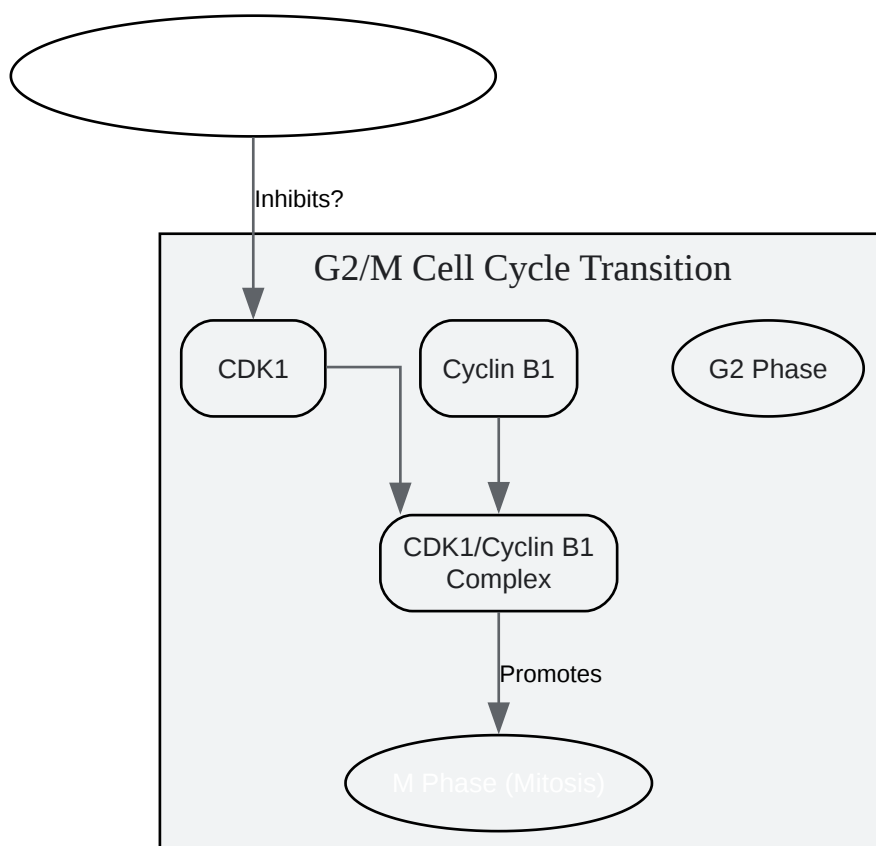 Inhibits?
G2/M Cell Cycle Transition
CDK1
Cyclin B1
G2 Phase
CDK1/Cyclin B1
Complex
Promotes
M Phase (Mitosis)